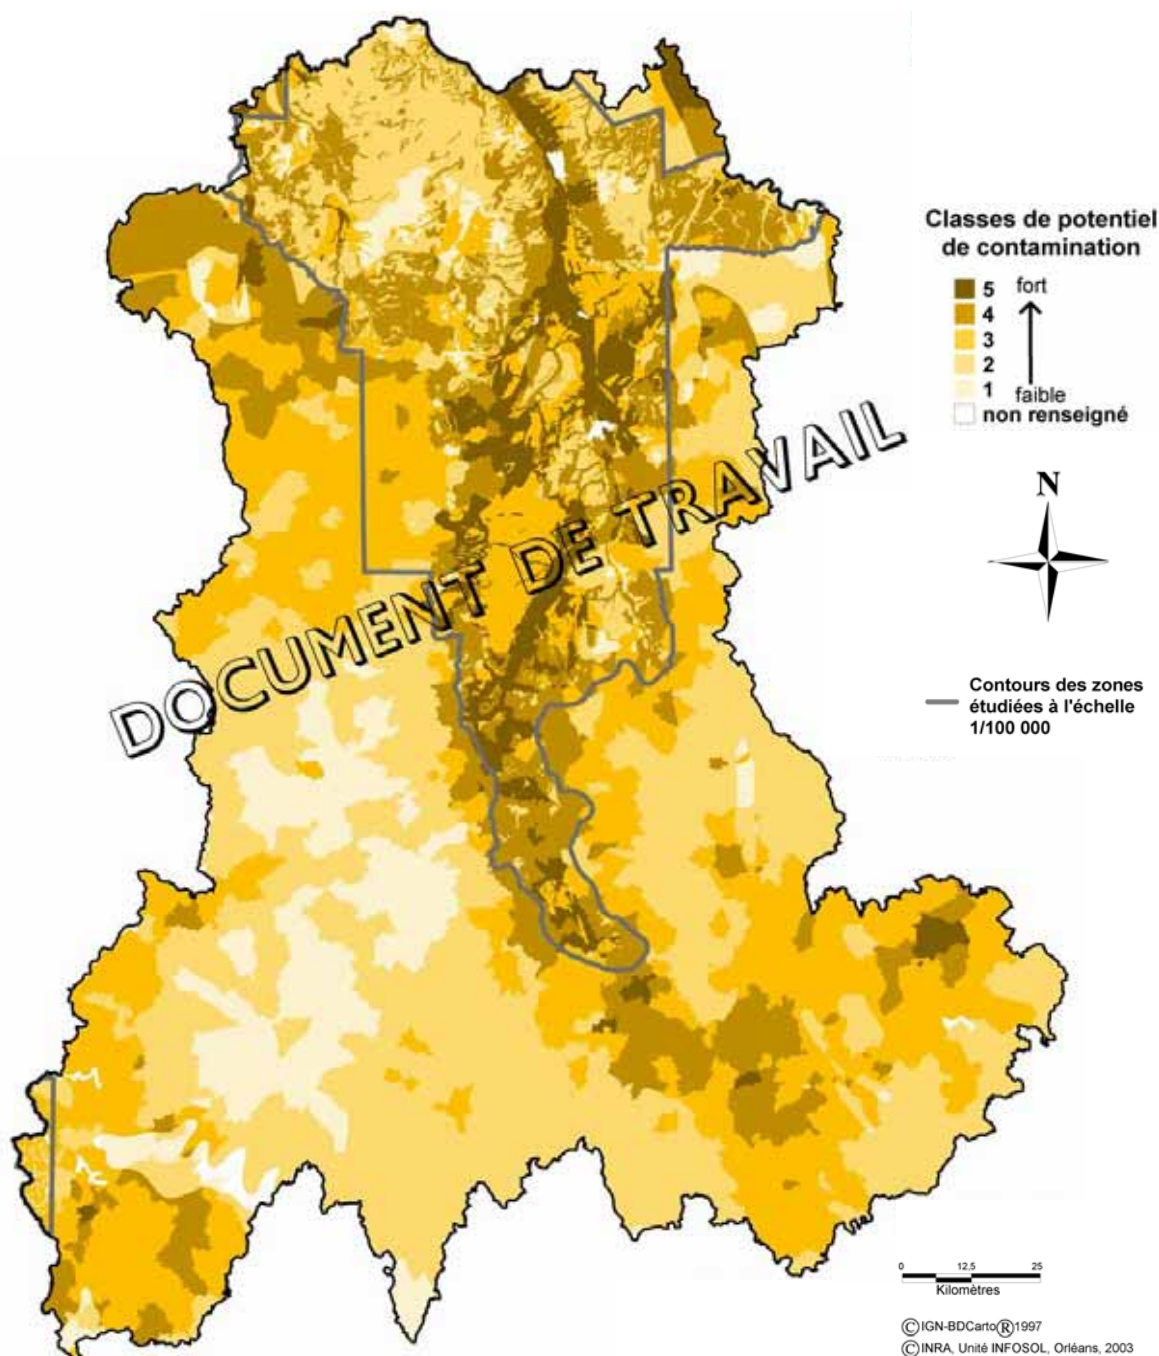 Classes de potentiel
de contamination
5 fort
4
3
2
1 faible
non renseigné
DOCUMENT DE TRAVAIL
N
Contours des zones
étudiées à l'échelle
1/100 000
0 12,5 25
Kilomètres
©IGN-BDCarto®1997
©INRA, Unité INFOSOL, Orléans, 2003